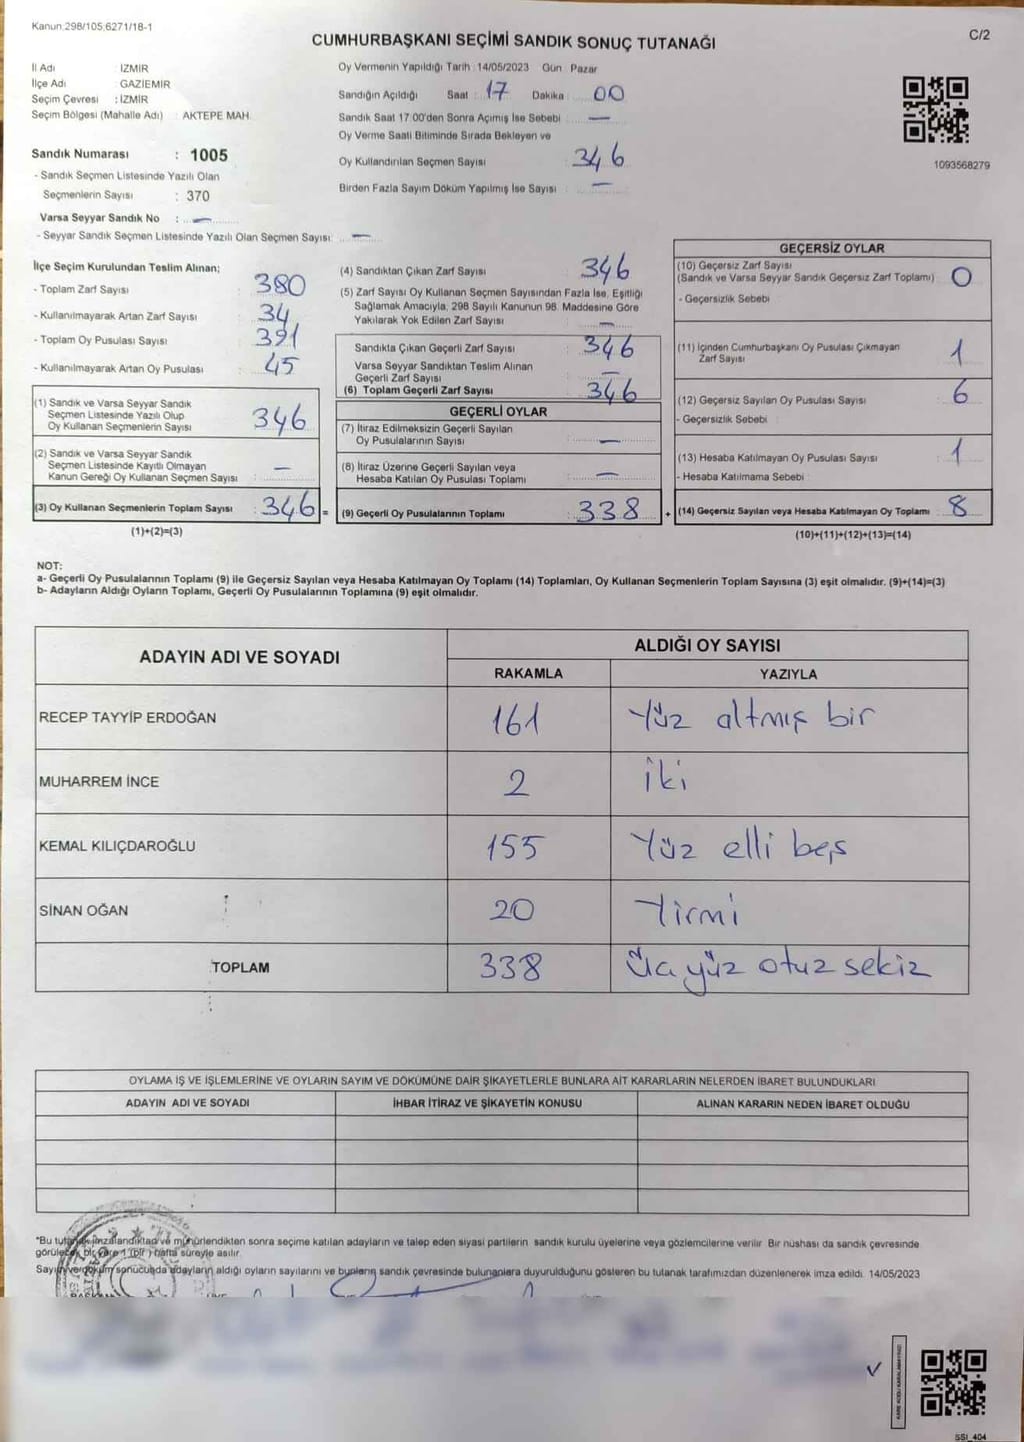 Kanun 298/105,6271/18-1
C/2
CUMHURBAŞKANI SEÇİMİ SANDIK SONUÇ TUTANAĞI
İl Adı İZMİR
İlçe Adı GAZİEMİR
Seçim Çevresi : İZMİR
Seçim Bölgesi (Mahalle Adı) : AKTEPE MAH.
Sandık Numarası : 1005
- Sandık Seçmen Listesinde Yazılı Olan
Seçmenlerin Sayısı : 370
Varsa Seyyar Sandık No : —
- Seyyar Sandık Seçmen Listesinde Yazılı Olan Seçmen Sayısı: —
Oy Vermenin Yapıldığı Tarih 14/05/2023 Gün Pazar
Sandığın Açıldığı Saat : 17 Dakika : 00
Sandık Saat 17 00'den Sonra Açımış İse Sebebi —
Oy Verme Saati Bitiminde Sırada Bekleyen ve
Oy Kullandırılan Seçmen Sayısı : 346
Birden Fazla Sayım Döküm Yapılmış İse Sayısı : —
1093568279
İlçe Seçim Kurulundan Teslim Alınan;
- Toplam Zarf Sayısı : 380
- Kullanılmayarak Artan Zarf Sayısı : 34
- Toplam Oy Pusulası Sayısı : 391
- Kullanılmayarak Artan Oy Pusulası : 45
(1) Sandık ve Varsa Seyyar Sandık
Seçmen Listesinde Yazılı Olup
Oy Kullanan Seçmenlerin Sayısı : 346
(2) Sandık ve Varsa Seyyar Sandık
Seçmen Listesinde Kayıtlı Olmayan
Kanun Gereği Oy Kullanan Seçmen Sayısı : —
(3) Oy Kullanan Seçmenlerin Toplam Sayısı : 346 =
(1)+(2)=(3)
(4) Sandıktan Çıkan Zarf Sayısı : 346
(5) Zarf Sayısı Oy Kullanan Seçmen Sayısından Fazla İse, Eşitliği
Sağlamak Amacıyla, 298 Sayılı Kanunun 98. Maddesine Göre
Yakılarak Yok Edilen Zarf Sayısı : —
Sandıkta Çıkan Geçerli Zarf Sayısı : 346
Varsa Seyyar Sandıktan Teslim Alınan
Geçerli Zarf Sayısı : —
(6) Toplam Geçerli Zarf Sayısı : 346
GEÇERLİ OYLAR
(7) İtiraz Edilmeksizin Geçerli Sayılan
Oy Pusulalarının Sayısı : —
(8) İtiraz Üzerine Geçerli Sayılan veya
Hesaba Katılan Oy Pusulası Toplamı : —
(9) Geçerli Oy Pusulalarının Toplamı : 338 +
GEÇERSİZ OYLAR
(10) Geçersiz Zarf Sayısı
(Sandık ve Varsa Seyyar Sandık Geçersiz Zarf Toplamı) : 0
- Geçersizlik Sebebi
(11) İçinden Cumhurbaşkanı Oy Pusulası Çıkmayan
Zarf Sayısı : 1
(12) Geçersiz Sayılan Oy Pusulası Sayısı : 6
- Geçersizlik Sebebi :
(13) Hesaba Katılmayan Oy Pusulası Sayısı : 1
- Hesaba Katılmama Sebebi :
(14) Geçersiz Sayılan veya Hesaba Katılmayan Oy Toplamı : 8
(10)+(11)+(12)+(13)=(14)
NOT:
a- Geçerli Oy Pusulalarının Toplamı (9) ile Geçersiz Sayılan veya Hesaba Katılmayan Oy Toplamı (14) Toplamları, Oy Kullanan Seçmenlerin Toplam Sayısına (3) eşit olmalıdır. (9)+(14)=(3)
b- Adayların Aldığı Oyların Toplamı, Geçerli Oy Pusulalarının Toplamına (9) eşit olmalıdır.
ADAYIN ADI VE SOYADI ALDIĞI OY SAYISI
RAKAMLA YAZIYLA
RECEP TAYYİP ERDOĞAN 161 Yüz altmış bir
MUHARREM İNCE 2 iki
KEMAL KILIÇDAROĞLU 155 Yüz elli beş
SİNAN OĞAN 20 Yirmi
TOPLAM 338 Üç yüz otuz sekiz
OYLAMA İŞ VE İŞLEMLERİNE VE OYLARIN SAYIM VE DÖKÜMÜNE DAİR ŞİKAYETLERLE BUNLARA AİT KARARLARIN NELERDEN İBARET BULUNDUKLARI
ADAYIN ADI VE SOYADI İHBAR İTİRAZ VE ŞİKAYETİN KONUSU ALINAN KARARIN NEDEN İBARET OLDUĞU
*Bu tutanak imzalandıktan ve mühürlendikten sonra seçime katılan adayların ve talep eden siyasi partilerin sandık kurulu üyelerine veya gözlemcilerine verilir. Bir nüshası da sandık çevresinde
görülecek bir yere 1 (bir) hafta süreyle asılır.
Sayım ve döküm sonucunda adayların aldığı oyların sayılarını ve bunların sandık çevresinde bulunanlara duyurulduğunu gösteren bu tutanak tarafımızdan düzenlenerek imza edildi. 14/05/2023
KARE KODU KARALAMAYINIZ!
SSI_404